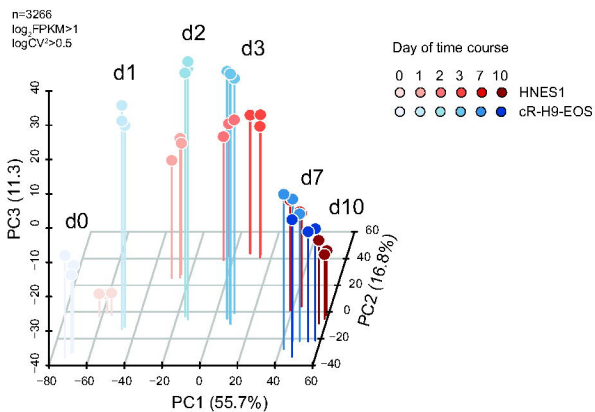 n=3266
log₂FPKM>1
logCV²>0.5
d0
d1
d2
d3
d7
d10
Day of time course
0 1 2 3 7 10
HNES1
cR-H9-EOS
PC3 (11.3)
40
30
20
10
0
−10
−20
−30
−40
−80 −60 −40 −20 0 20 40 60
PC1 (55.7%)
60
40
20
0
−20
−40
PC2 (16.8%)